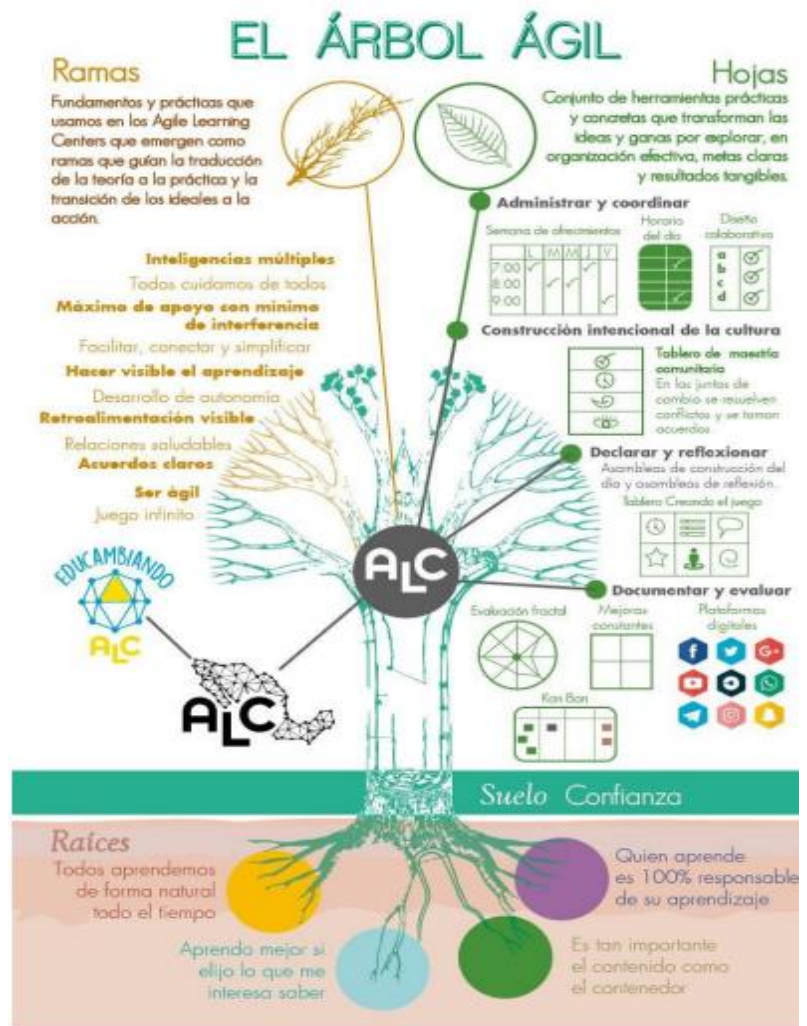 EL ÁRBOL ÁGIL
Ramas
Fundamentos y prácticas que
usamos en los Agile Learning
Centers que emergen como
ramas que guían la traducción
de la teoría a la práctica y la
transición de los ideales a la
acción.
Inteligencias múltiples
Todos cuidamos de todos
Máximo de apoyo con mínima
de interferencia
Facilitar, conectar y simplificar
Hacer visible el aprendizaje
Desarrollo de autonomía
Retroalimentación visible
Relaciones saludables
Acuerdos claros
Ser ágil
Juego infinito
Hojas
Conjunto de herramientas prácticas
y concretas que transforman las
ideas y ganas por explorar, en
organización efectiva, metas claras
y resultados tangibles.
Administrar y coordinar
Semana de ofrecimientos
L M M J V
7:00
8:00
9:00
Horario
del día
Diseño
colaborativo
a
b
c
d
Construcción intencional de la cultura
Tablero de maestría
comunitaria
En las juntas de
cambio se resuelven
conflictos y se toman
acuerdos
Declarar y reflexionar
Asambleas de construcción del
día y asambleas de reflexión.
Tablero Creando el juego
Documentar y evaluar
Evaluación fractal
Mejoras
constantes
Plataformas
digitales
Kan Ban
ALC
EDUCAMBIANDO
ALC
ALC
Suelo Confianza
Raíces
Todos aprendemos
de forma natural
todo el tiempo
Aprendo mejor si
elijo lo que me
interesa saber
Quien aprende
es 100% responsable
de su aprendizaje
Es tan importante
el contenido como
el contenedor